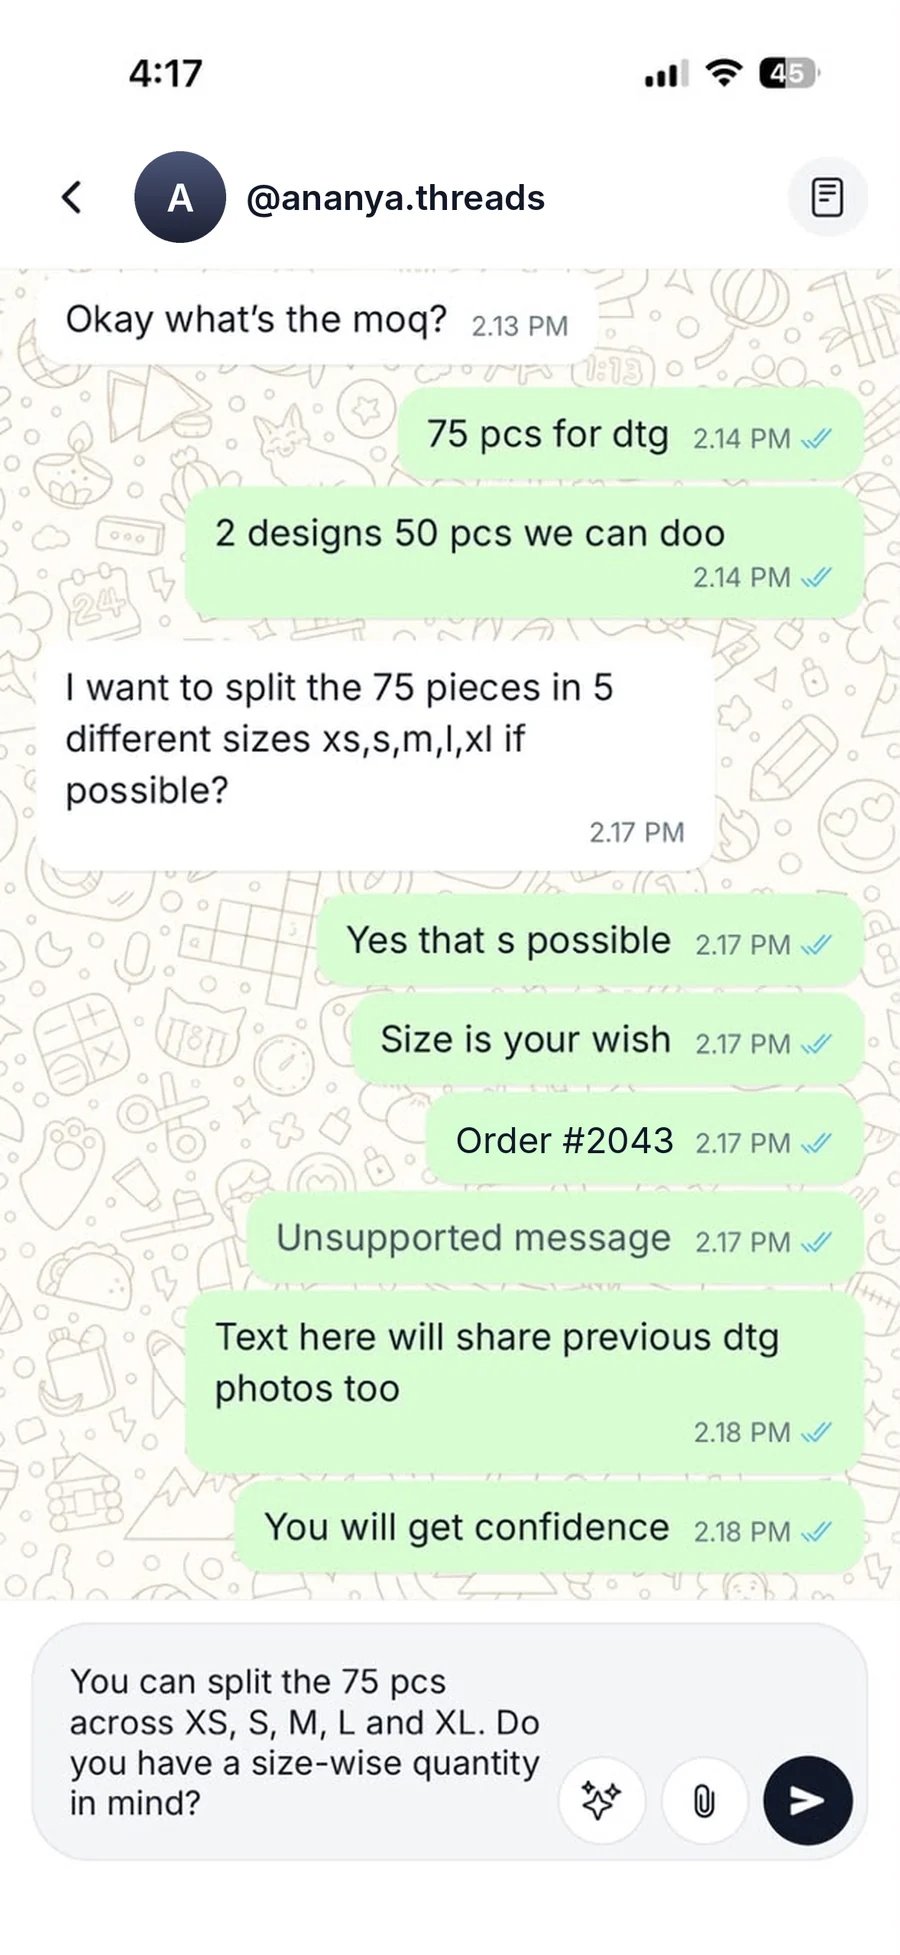 4:17
45
A
@ananya.threads
Okay what's the moq? 2.13 PM
1:13
75 pcs for dtg 2.14 PM
2 designs 50 pcs we can doo
2.14 PM
24
I want to split the 75 pieces in 5
different sizes xs,s,m,l,xl if
possible?
2.17 PM
Yes that s possible 2.17 PM
Size is your wish 2.17 PM
Order #2043 2.17 PM
Unsupported message 2.17 PM
Text here will share previous dtg
photos too
2.18 PM
You will get confidence 2.18 PM
You can split the 75 pcs
across XS, S, M, L and XL. Do
you have a size-wise quantity
in mind?